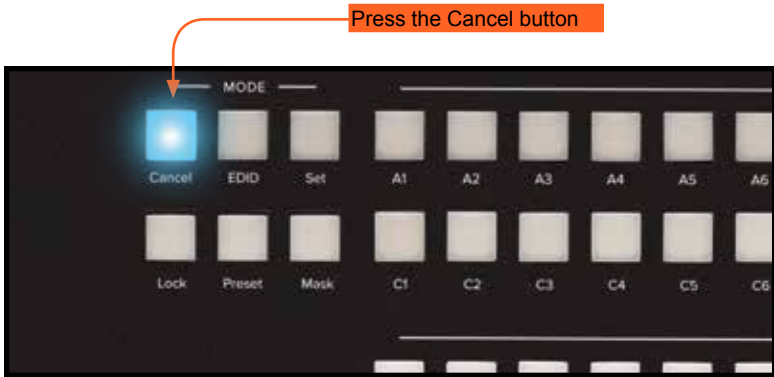 Press the Cancel button
MODE
Cancel EDID Set A1 A2 A3 A4 A5 A6
Lock Preset Mask C1 C2 C3 C4 C5 C6